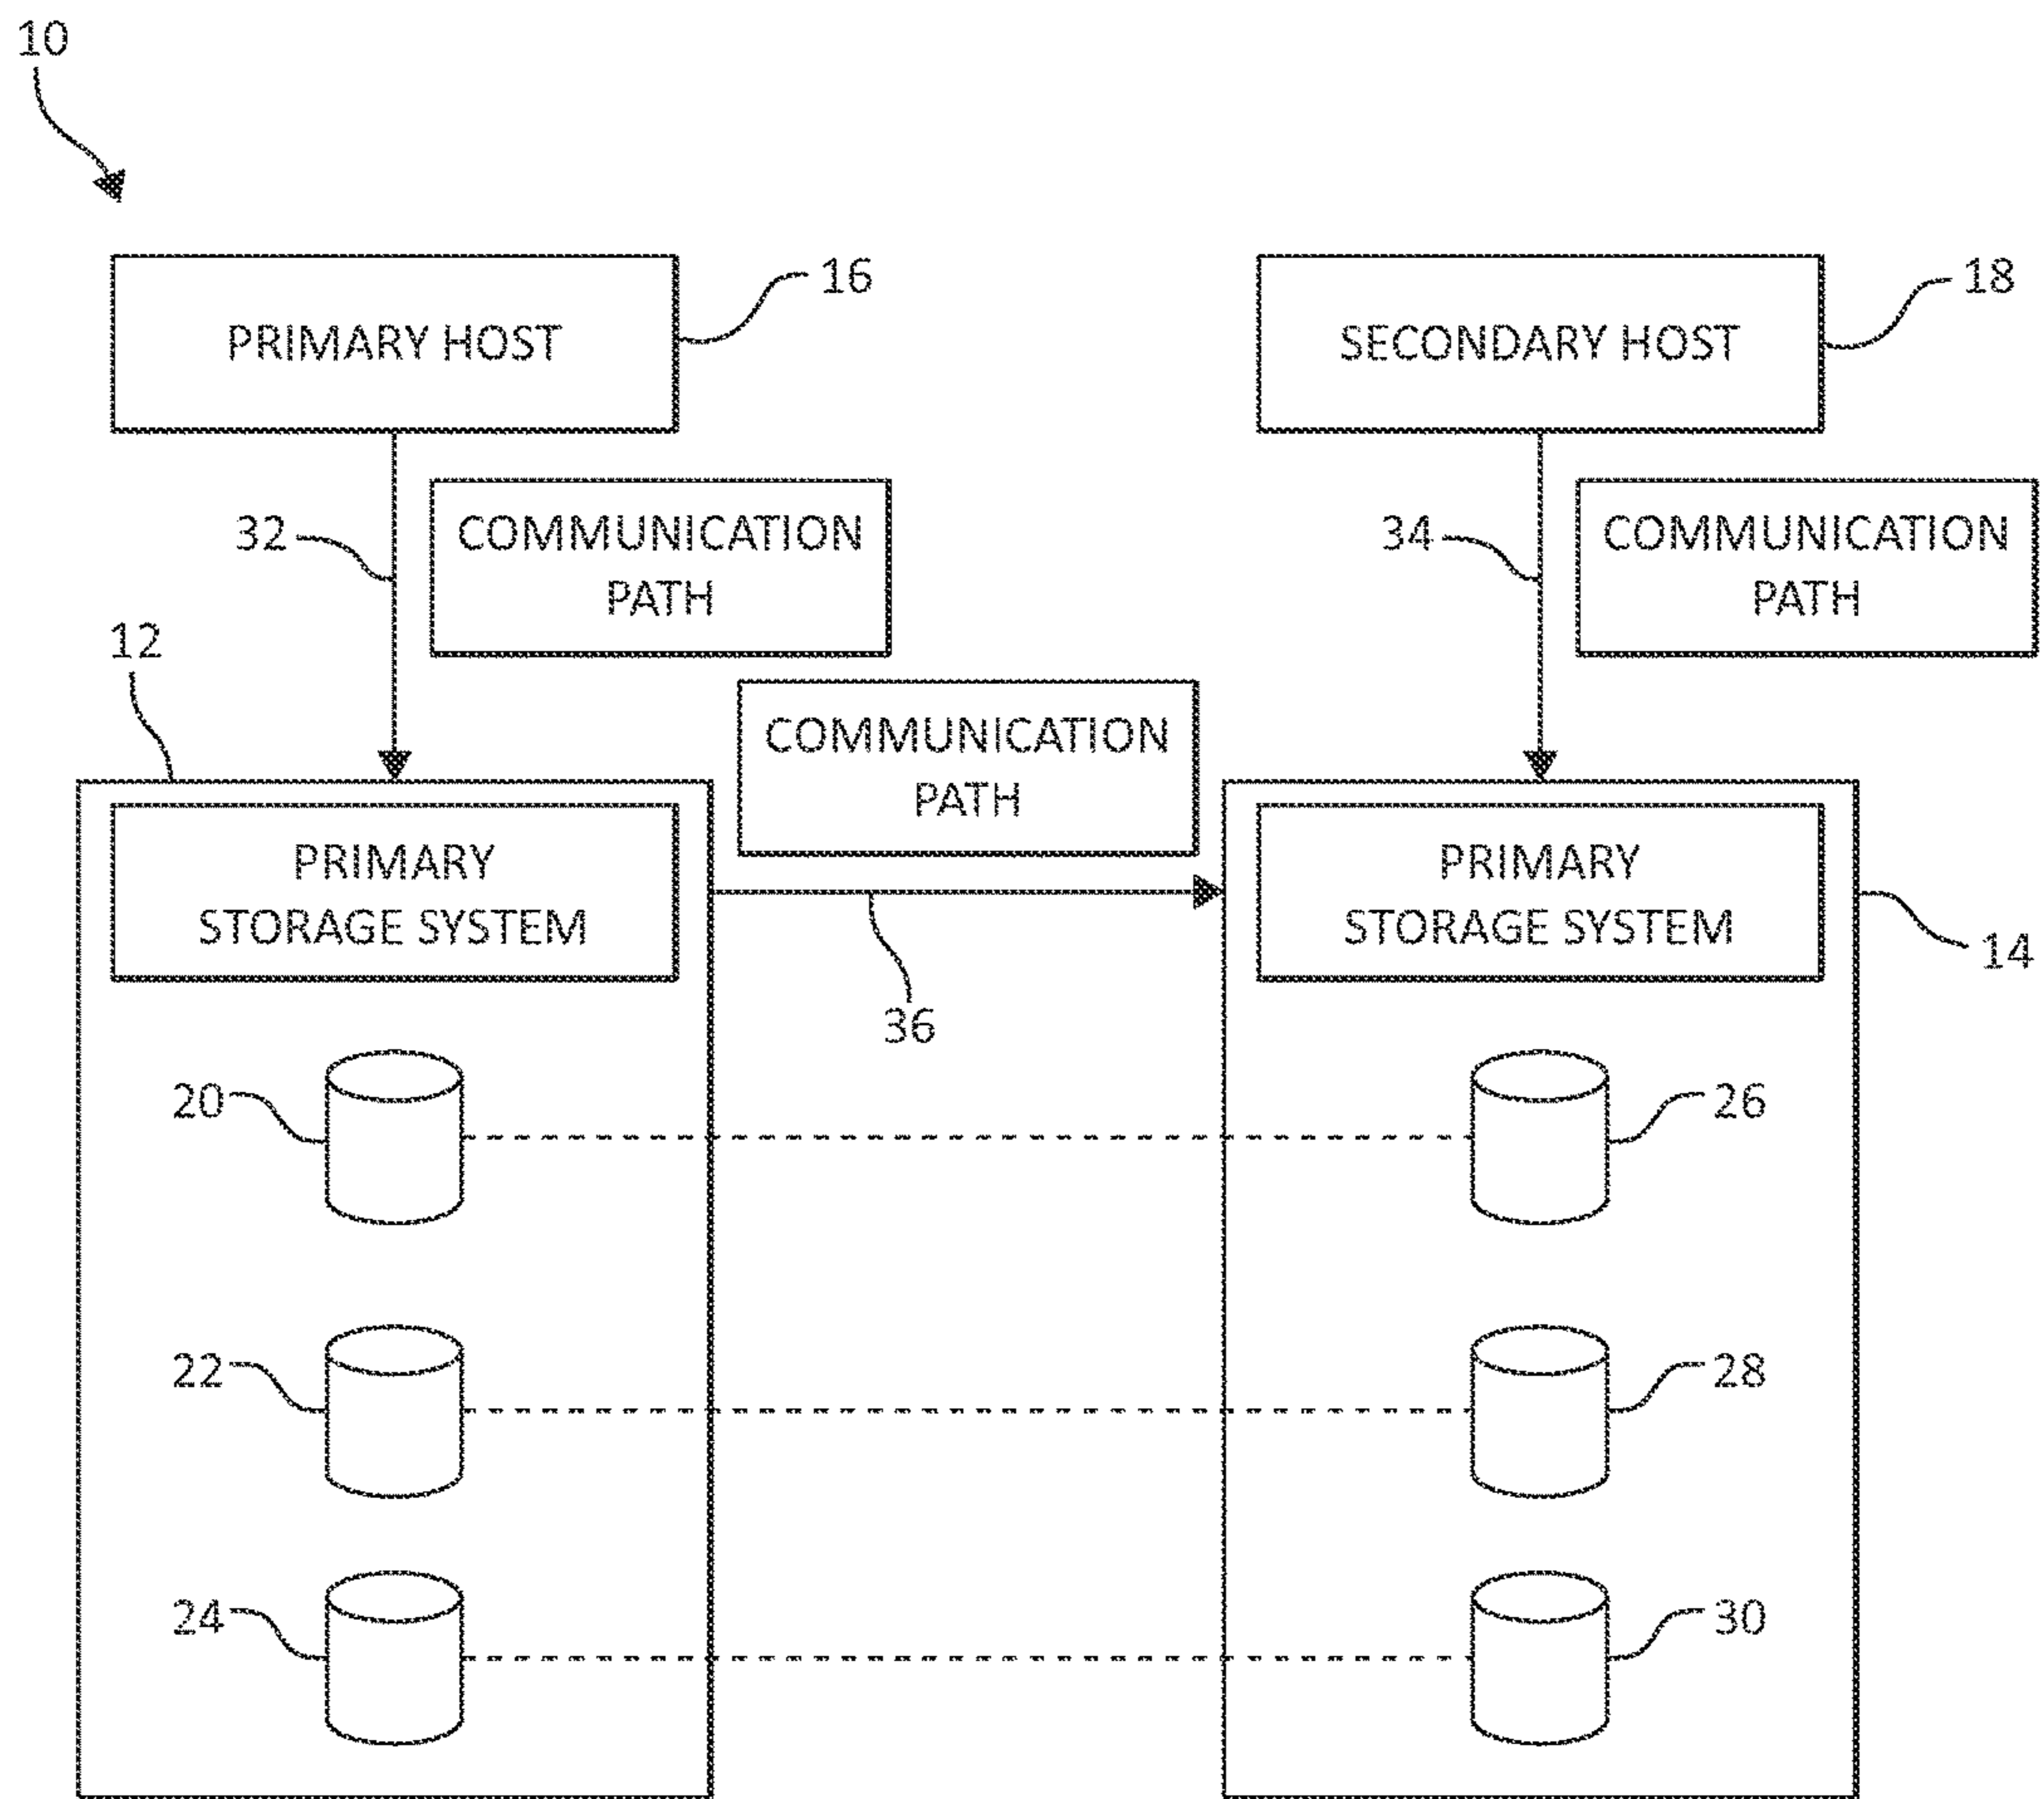 10
PRIMARY HOST
16
SECONDARY HOST
18
32
COMMUNICATION
PATH
34
COMMUNICATION
PATH
12
COMMUNICATION
PATH
PRIMARY
STORAGE SYSTEM
PRIMARY
STORAGE SYSTEM
14
36
20
26
22
28
24
30